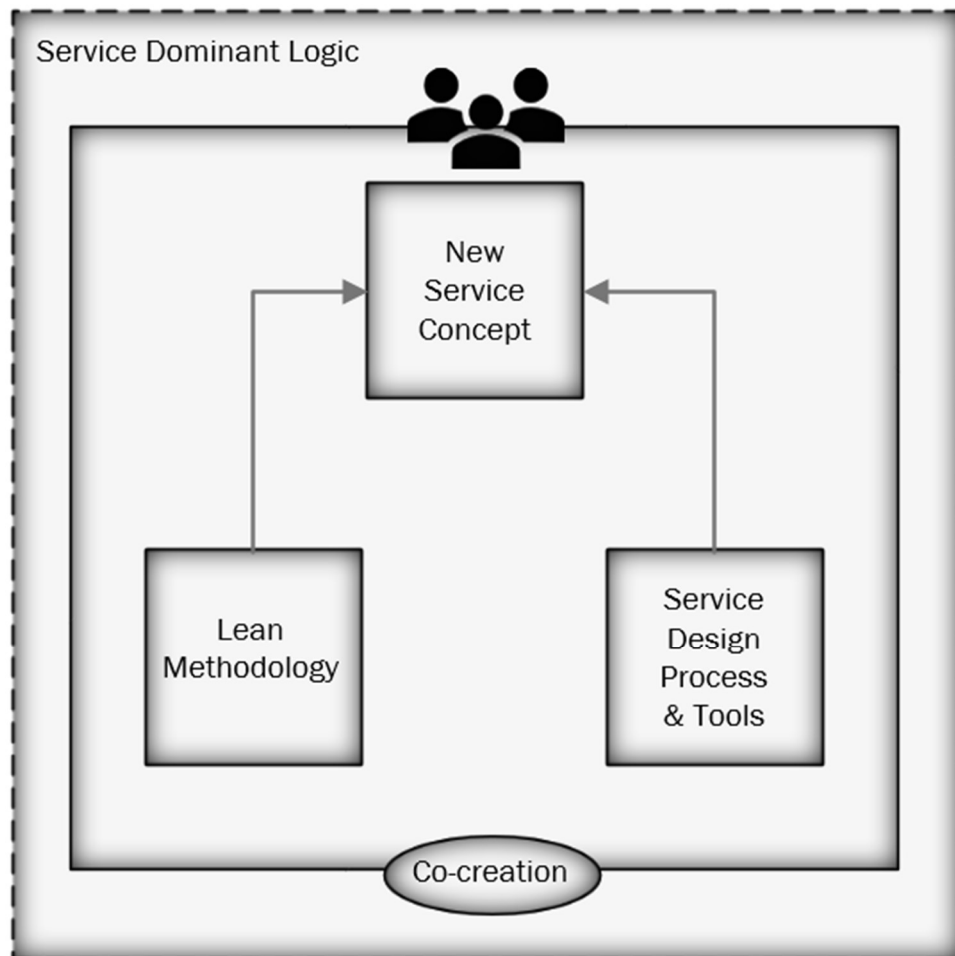 Service Dominant Logic
New
Service
Concept
Lean
Methodology
Service
Design
Process
& Tools
Co-creation